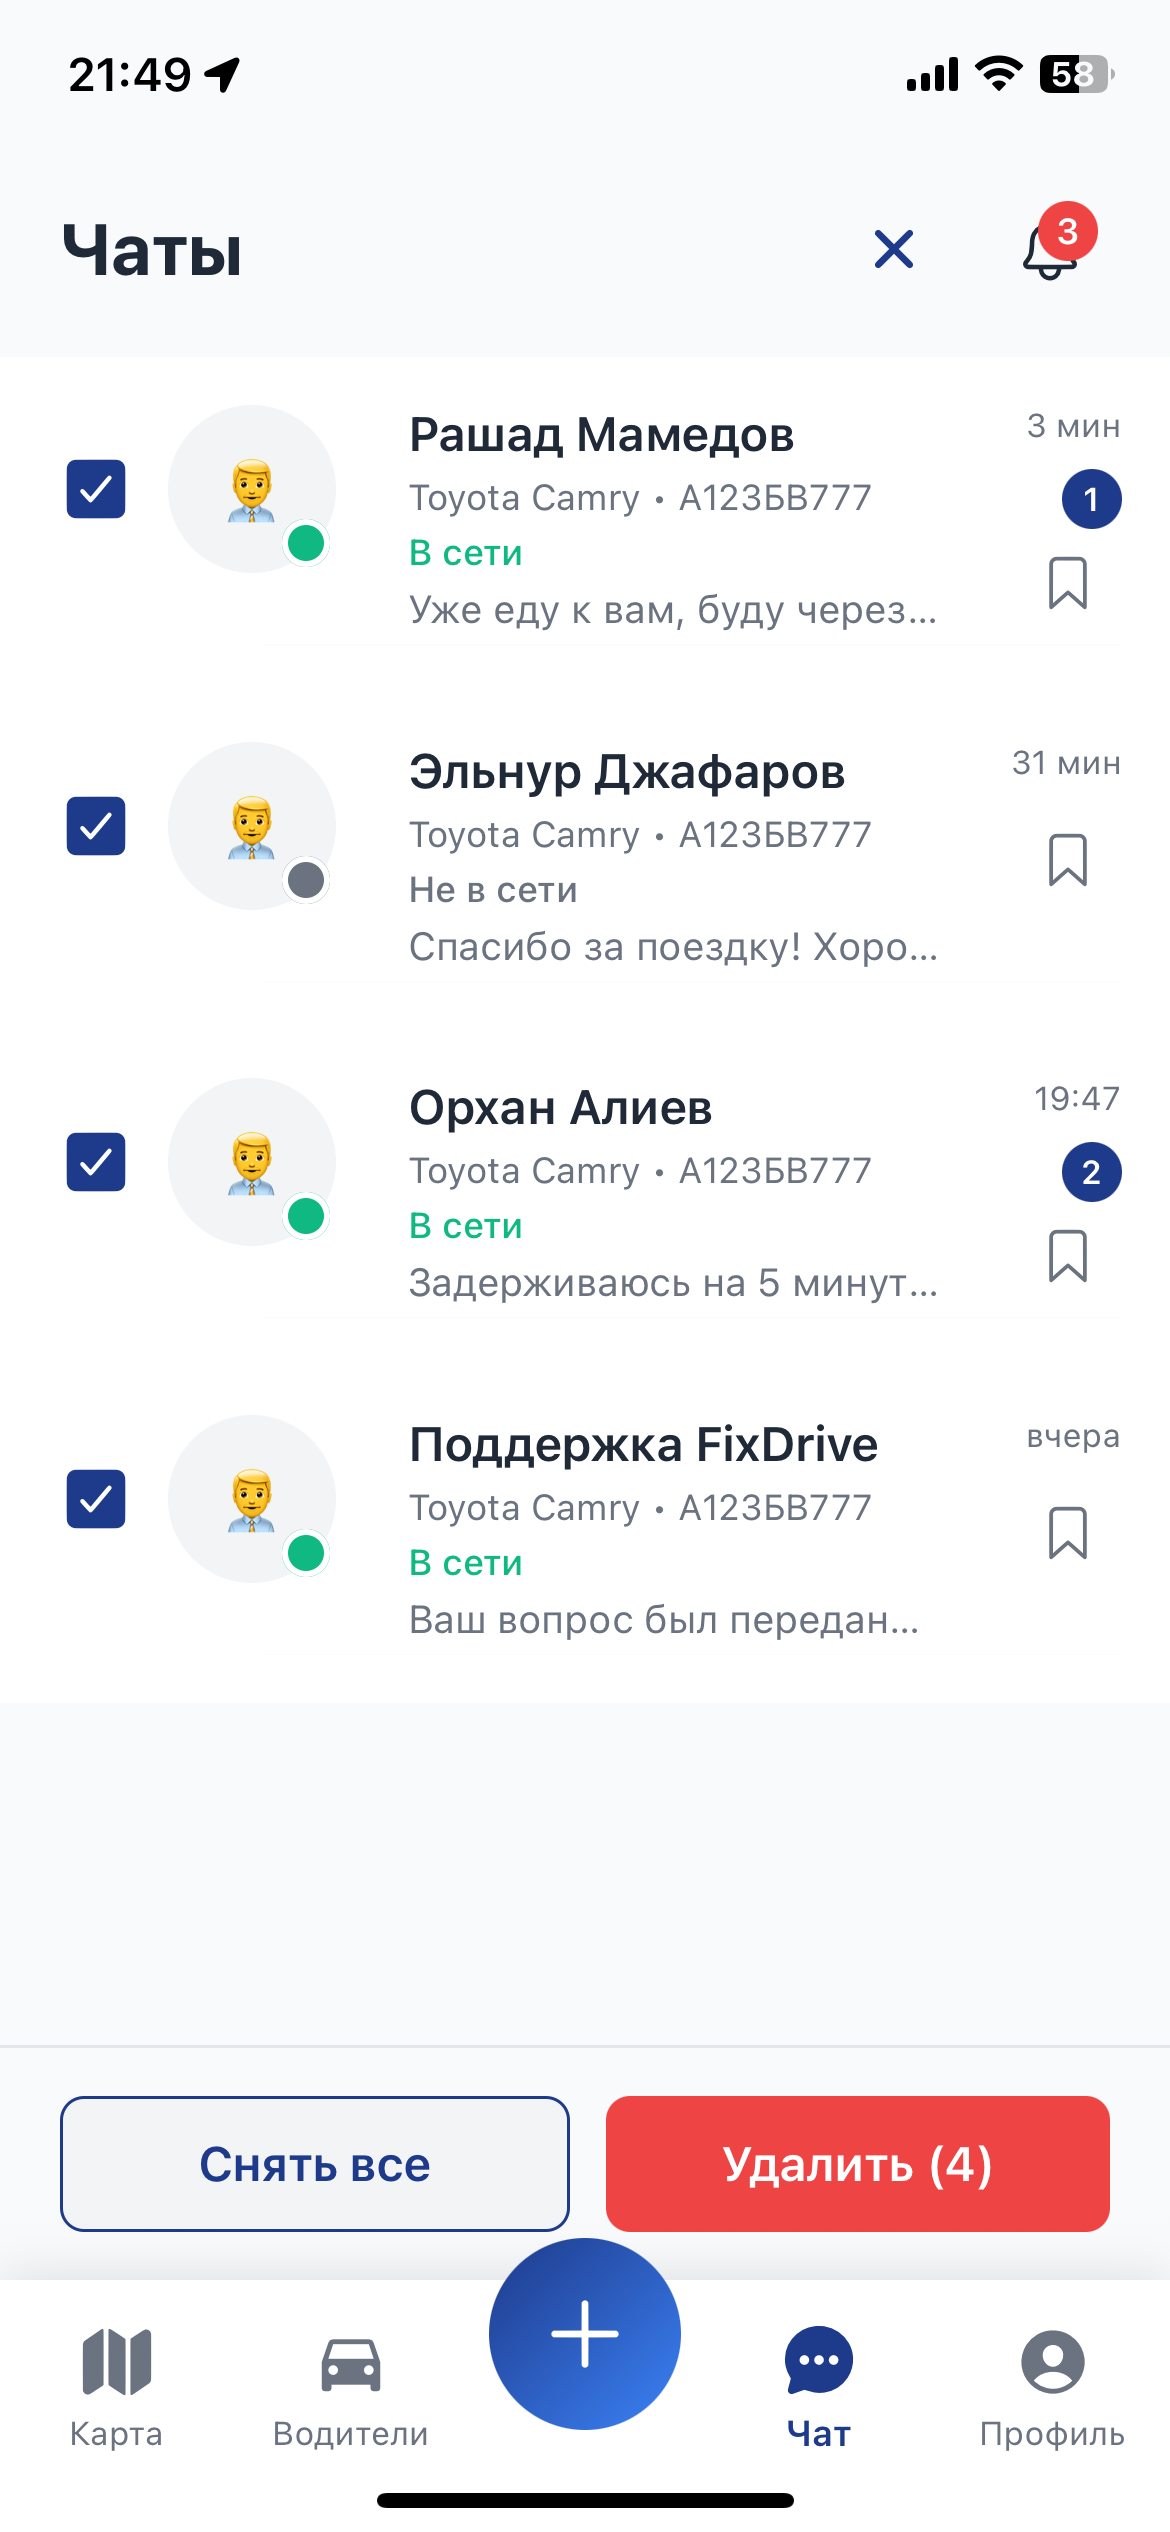 21:49
58
Чаты
3
Рашад Мамедов
3 мин
Toyota Camry • А123БВ777
1
В сети
Уже еду к вам, буду через...
Эльнур Джафаров
31 мин
Toyota Camry • А123БВ777
Не в сети
Спасибо за поездку! Хоро...
Орхан Алиев
19:47
Toyota Camry • А123БВ777
2
В сети
Задерживаюсь на 5 минут...
Поддержка FixDrive
вчера
Toyota Camry • А123БВ777
В сети
Ваш вопрос был передан...
Снять все
Удалить (4)
Карта
Водители
Чат
Профиль